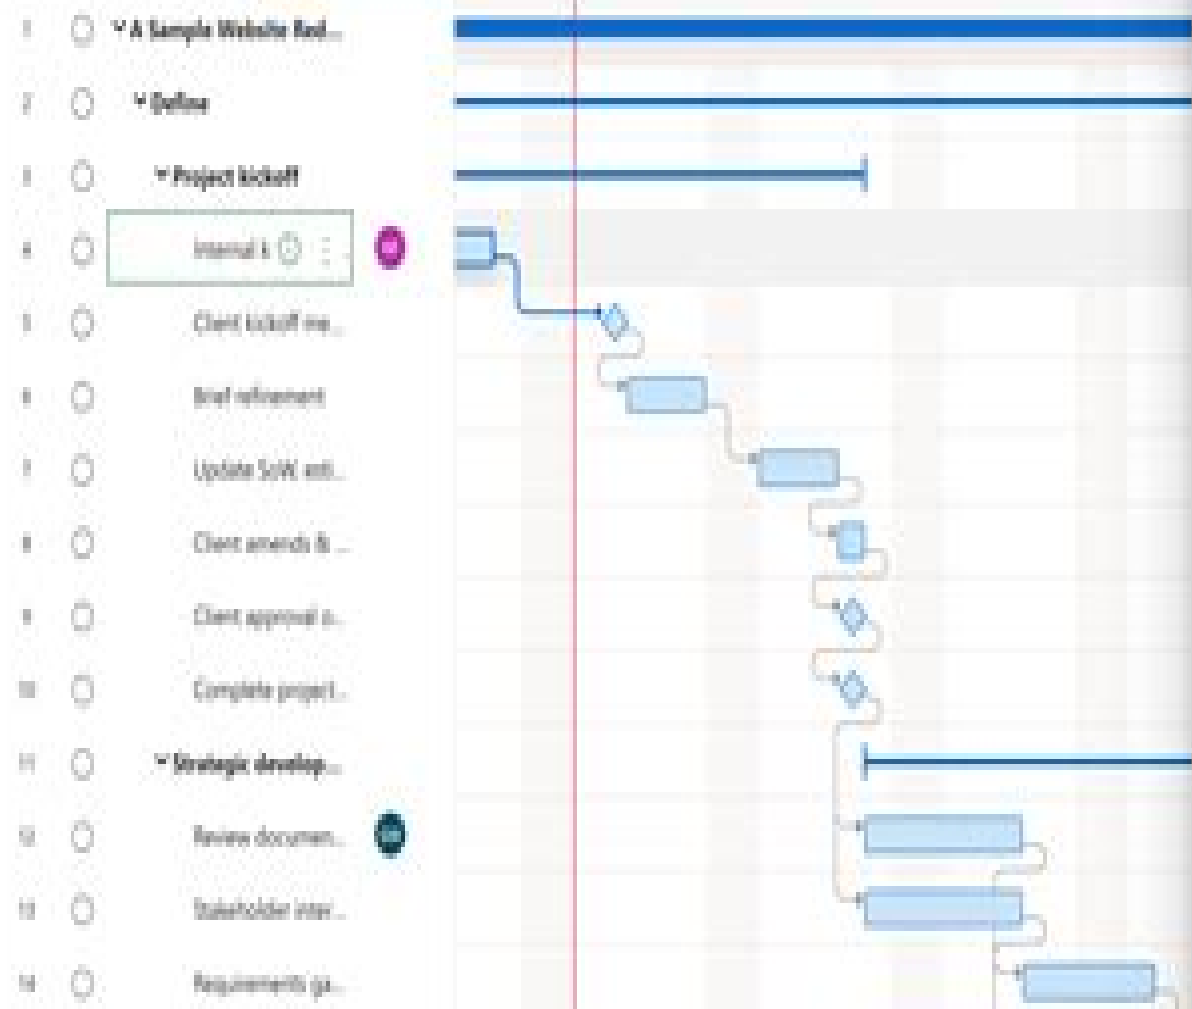 1 A Sample Website Red...
2 Define
3 Project kickoff
4 Internal k
5 Client kickoff me...
6 Brief refinement
7 Update SoW,
8 Client amends & ...
9 Client approval o...
10 Complete project...
11 Strategic develop...
12 Review documen...
13 Stakeholder inter...
14 Requirements ga...